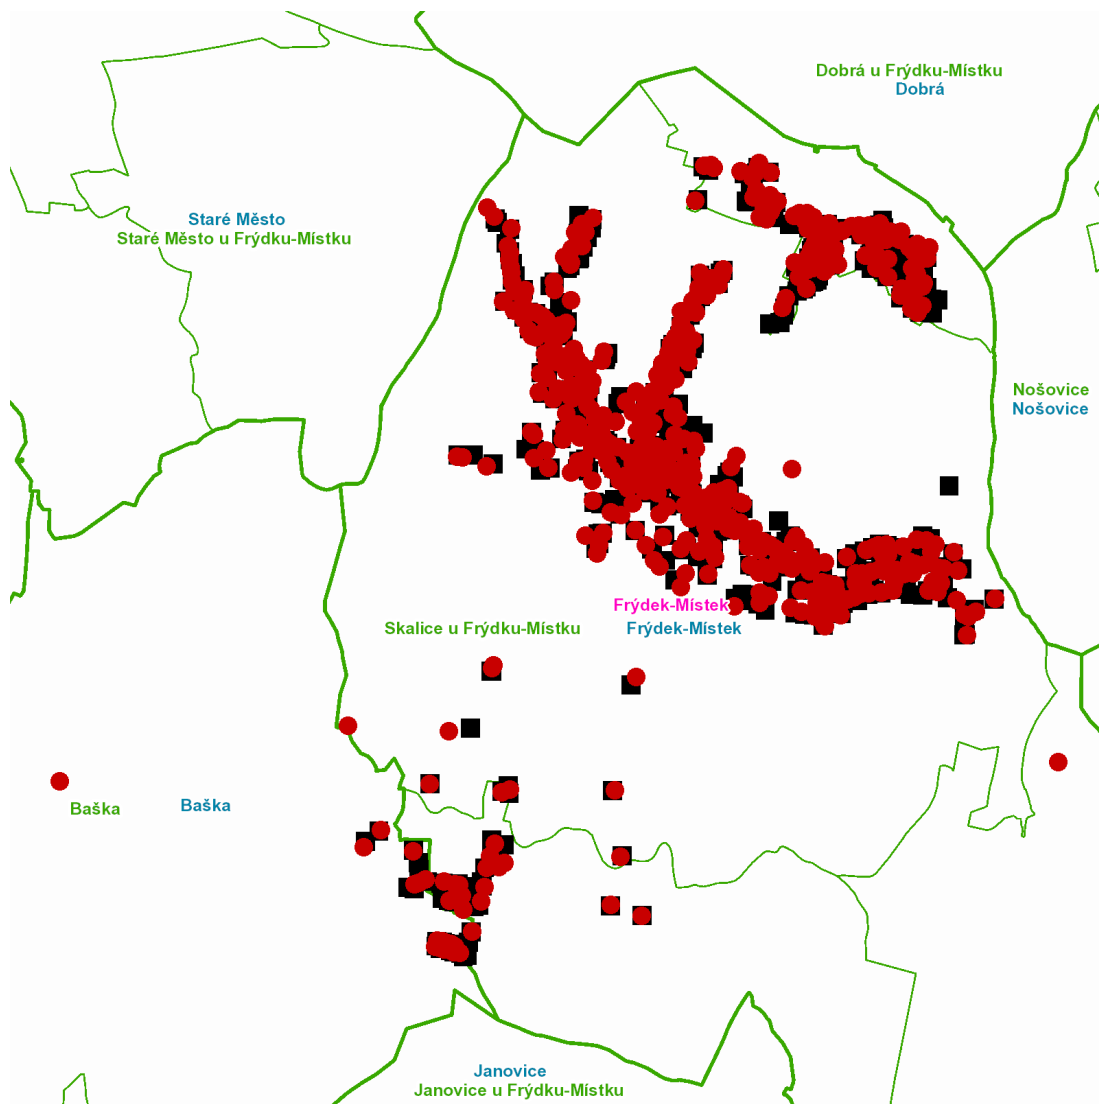 Dobrá u Frýdku-Místku
Dobrá
Staré Město
Staré Město u Frýdku-Místku
Nošovice
Nošovice
Frýdek-Místek
Skalice u Frýdku-Místku
Frýdek-Místek
Baška
Baška
Janovice
Janovice u Frýdku-Místku